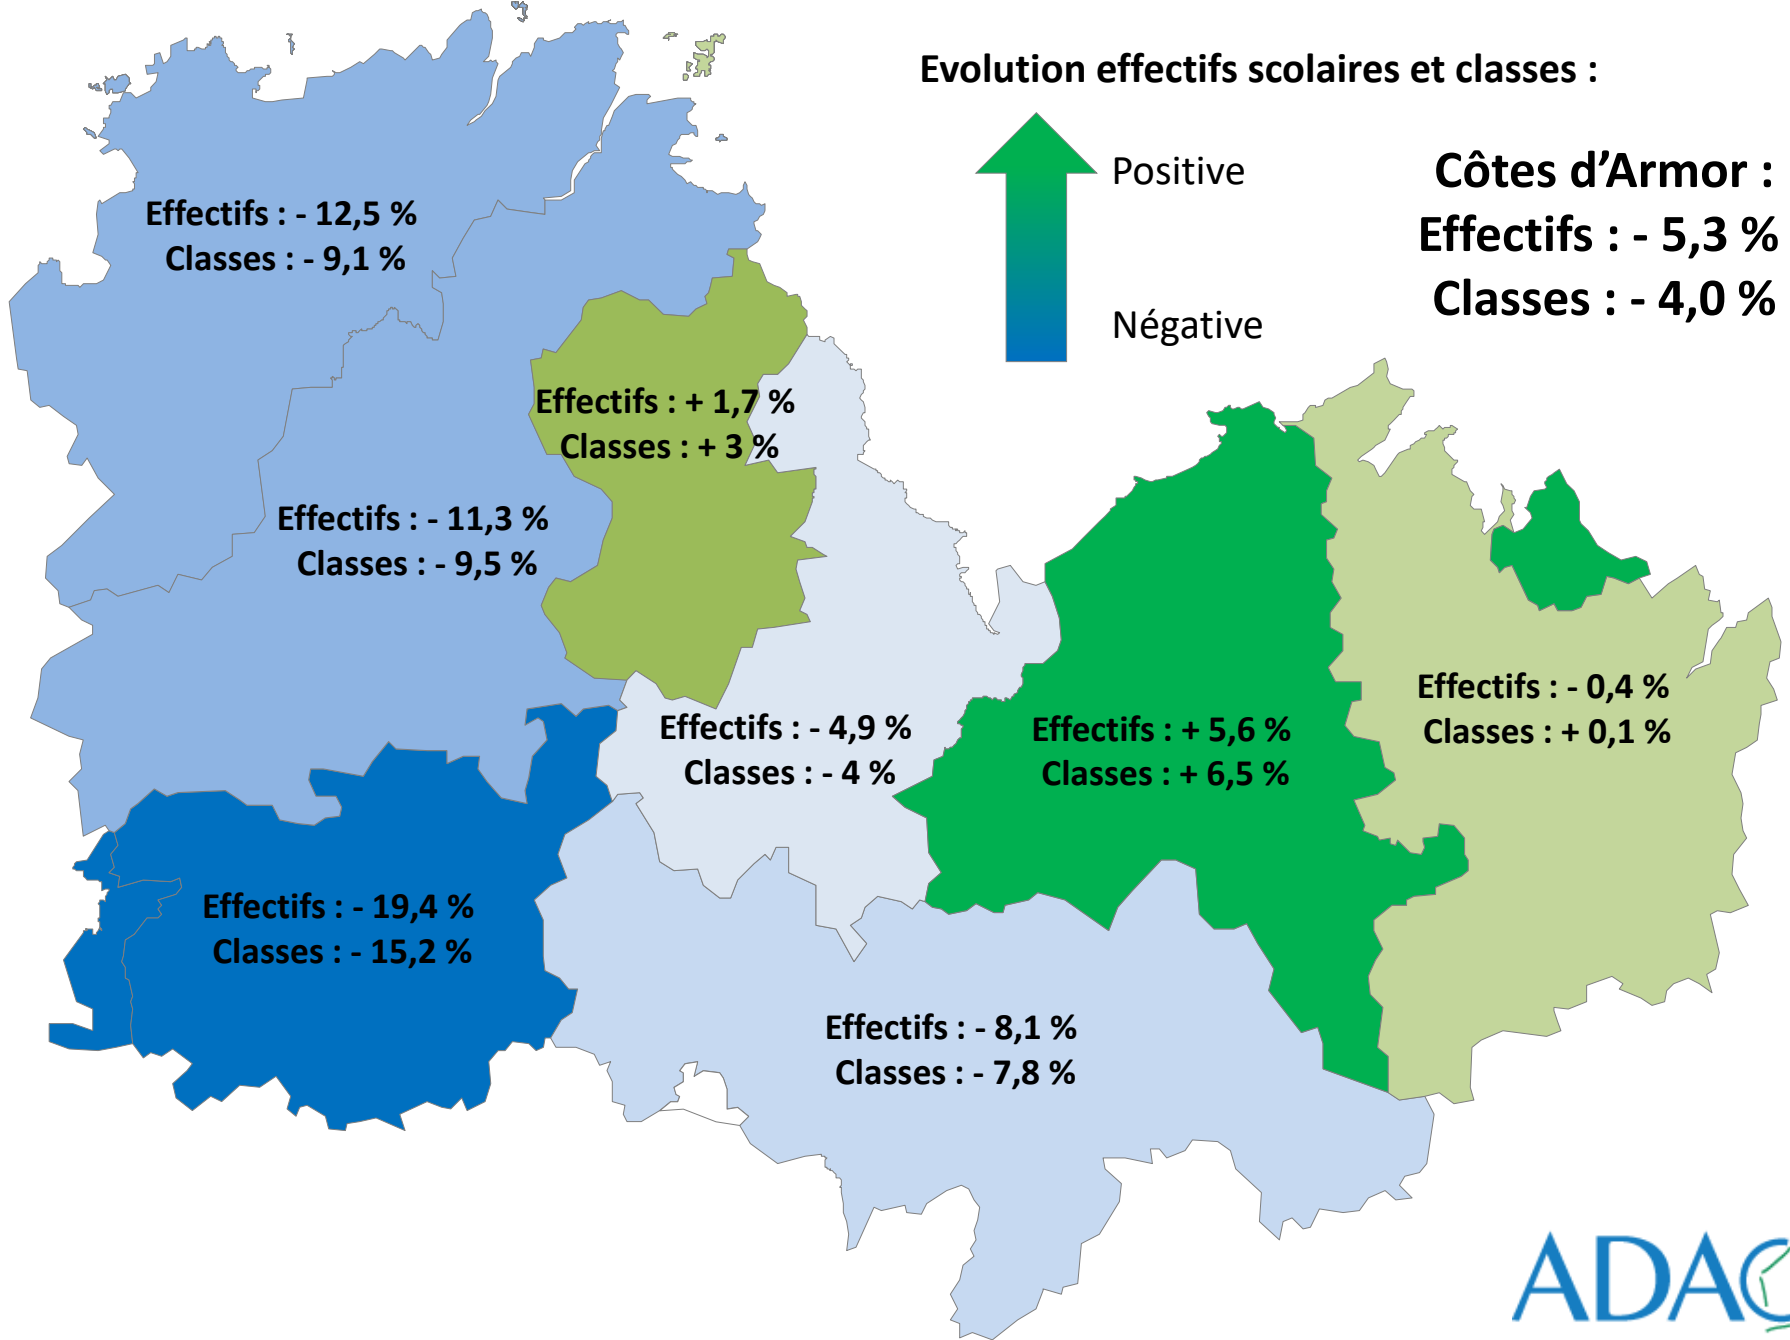 Evolution effectifs scolaires et classes :
Positive
Négative
Côtes d'Armor :
Effectifs : - 5,3 %
Classes : - 4,0 %
Effectifs : - 12,5 %
Classes : - 9,1 %
Effectifs : + 1,7 %
Classes : + 3 %
Effectifs : - 11,3 %
Classes : - 9,5 %
Effectifs : - 4,9 %
Classes : - 4 %
Effectifs : + 5,6 %
Classes : + 6,5 %
Effectifs : - 0,4 %
Classes : + 0,1 %
Effectifs : - 19,4 %
Classes : - 15,2 %
Effectifs : - 8,1 %
Classes : - 7,8 %
ADAC